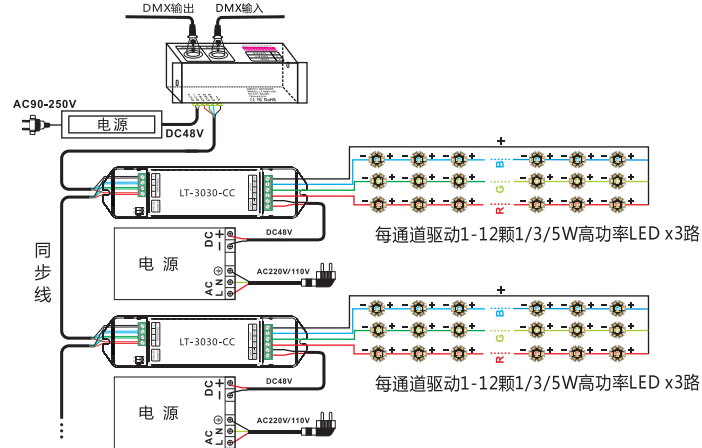 DMX输出 DMX输入
AC90-250V
电源
DC48V
+
LT-3030-CC
B
G
R
每通道驱动1-12颗1/3/5W高功率LED x3路
同步线
电 源
DC + −
DC48V
AC L N
AC220V/110V
+
LT-3030-CC
B
G
R
每通道驱动1-12颗1/3/5W高功率LED x3路
电 源
DC + −
DC48V
AC L N
AC220V/110V